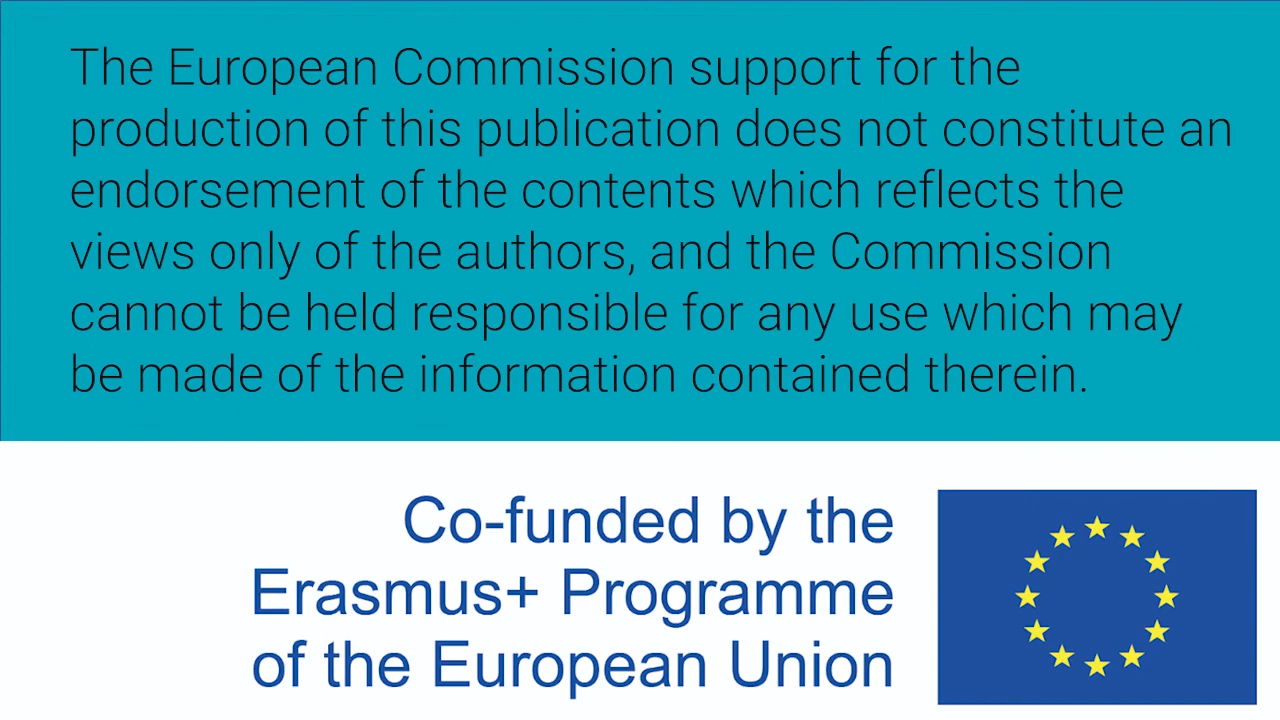 The European Commission support for the
production of this publication does not constitute an
endorsement of the contents which reflects the
views only of the authors, and the Commission
cannot be held responsible for any use which may
be made of the information contained therein.
Co-funded by the
Erasmus+ Programme
of the European Union